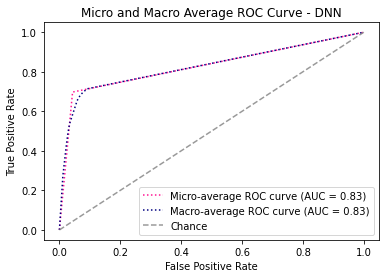 Micro and Macro Average ROC Curve - DNN
1.0
0.8
0.6
0.4
0.2
0.0
True Positive Rate
Micro-average ROC curve (AUC = 0.83)
Macro-average ROC curve (AUC = 0.83)
Chance
0.0 0.2 0.4 0.6 0.8 1.0
False Positive Rate